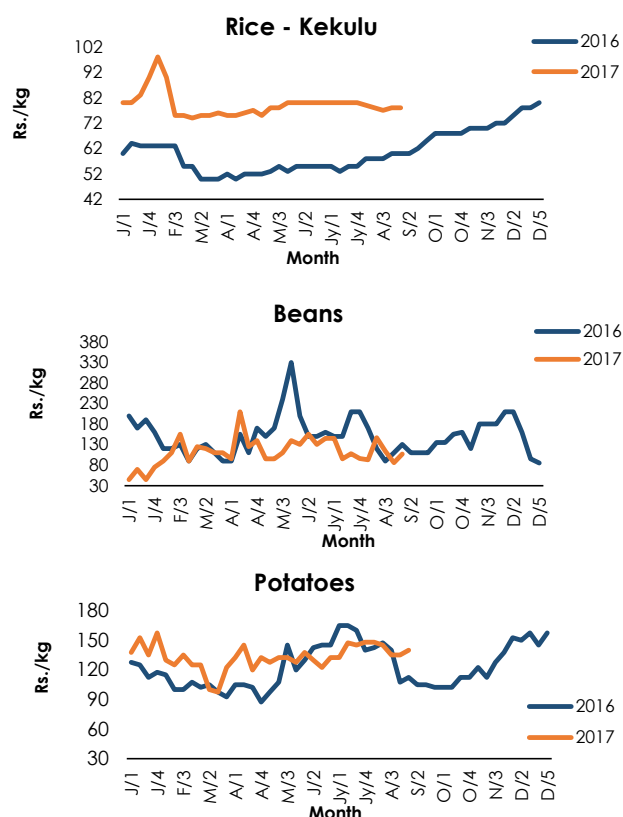 Rice - Kekulu
2016
2017
Rs./kg
102
92
82
72
62
52
42
J/1 J/4 F/3 M/2 A/1 A/4 M/3 J/2 Jy/1 Jy/4 A/3 S/2 O/1 O/4 N/3 D/2 D/5
Month
Beans
2016
2017
Rs./kg
380
330
280
230
180
130
80
30
J/1 J/4 F/3 M/2 A/1 A/4 M/3 J/2 Jy/1 Jy/4 A/3 S/2 O/1 O/4 N/3 D/2 D/5
Month
Potatoes
Rs./kg
180
150
120
90
60
30
2016
2017
J/1 J/4 F/3 M/2 A/1 A/4 M/3 J/2 Jy/1 Jy/4 A/3 S/2 O/1 O/4 N/3 D/2 D/5
Month